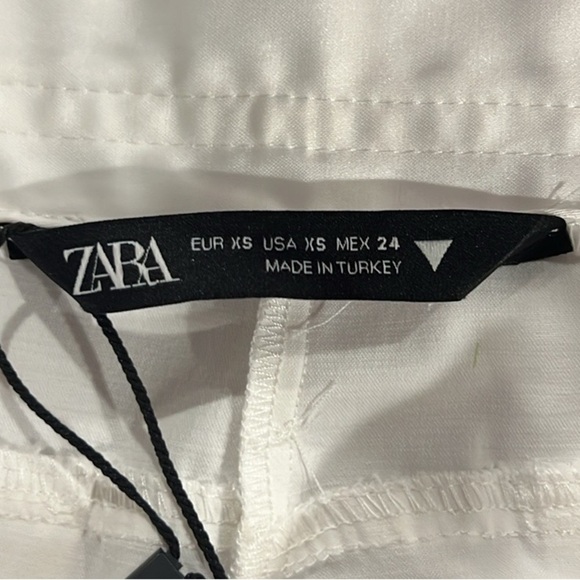 ZARA
EUR XS USA XS MEX 24
MADE IN TURKEY